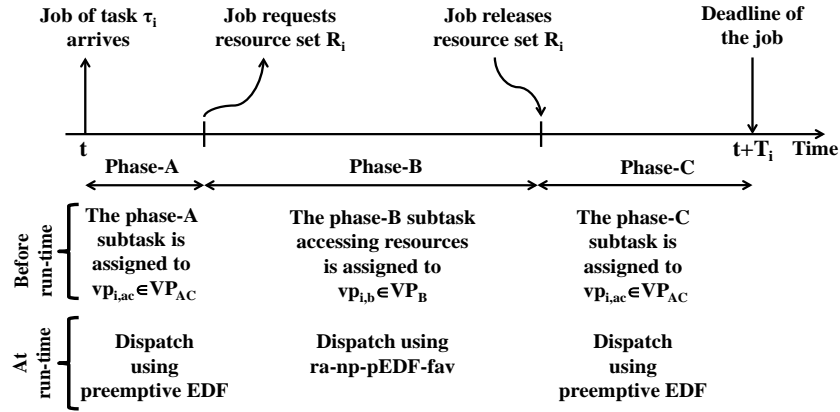 Job of task τi
arrives
Job requests
resource set Ri
Job releases
resource set Ri
Deadline of
the job
t
t+Ti
Time
Phase-A
Phase-B
Phase-C
Before
run-time
The phase-A
subtask is
assigned to
vpi,ac∈VPAC
The phase-B subtask
accessing resources
is assigned to
vpi,b∈VPB
The phase-C
subtask is
assigned to
vpi,ac∈VPAC
At
run-time
Dispatch
using
preemptive EDF
Dispatch using
ra-np-pEDF-fav
Dispatch
using
preemptive EDF